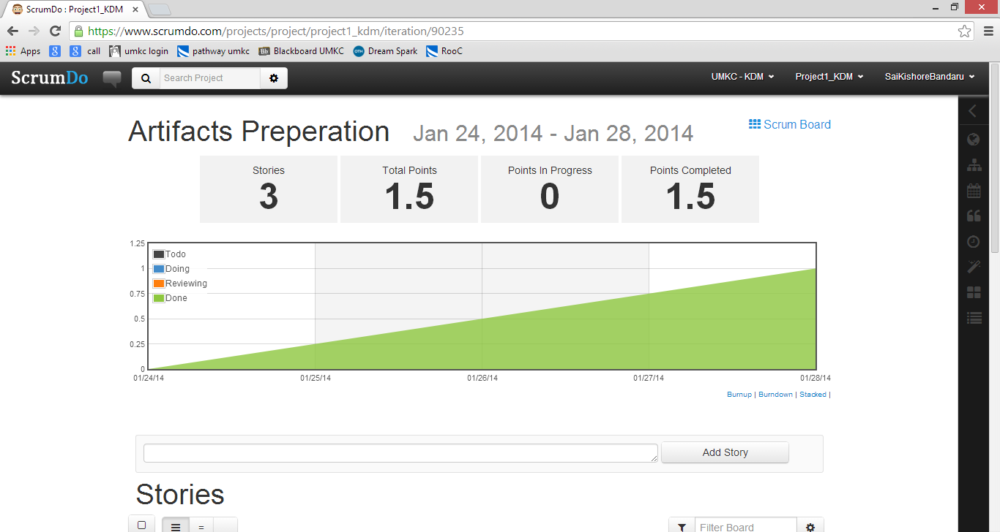 ScrumDo : Project1_KDM
https://www.scrumdo.com/projects/project/project1_kdm/iteration/90235
Apps call umkc login pathway umkc Bb Blackboard UMKC OTH Dream Spark RooC
ScrumDo Search Project UMKC - KDM Project1_KDM SaiKishoreBandaru
Artifacts Preperation Jan 24, 2014 - Jan 28, 2014 Scrum Board
Stories Total Points Points In Progress Points Completed
3 1.5 0 1.5
1.25
Todo
1 Doing
Reviewing
0.75 Done
0.5
0.25
0
01/24/14 01/25/14 01/26/14 01/27/14 01/28/14
Burnup | Burndown | Stacked |
Add Story
Stories
Filter Board